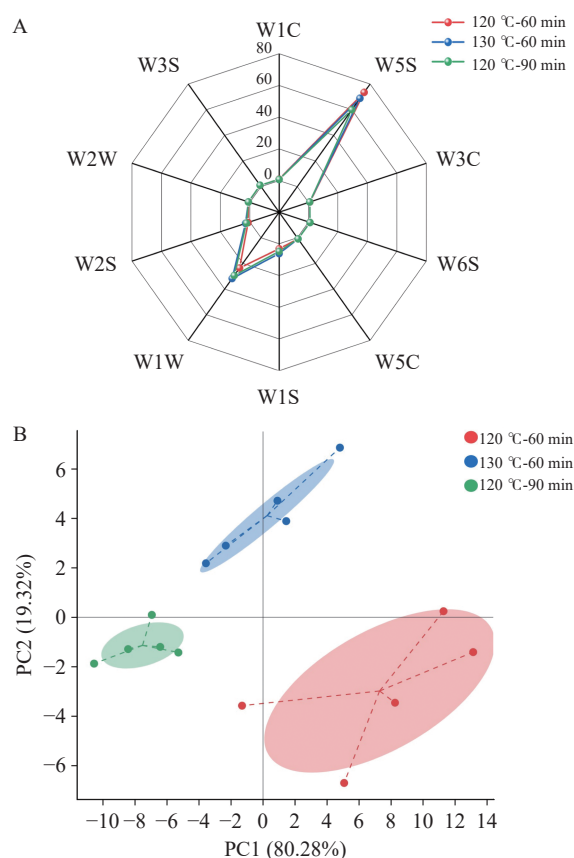 A
120 ℃-60 min
130 ℃-60 min
120 ℃-90 min
W1C
80
60
40
20
0
W5S
W3C
W6S
W5C
W1S
W1W
W2S
W2W
W3S
B
120 ℃-60 min
130 ℃-60 min
120 ℃-90 min
6
4
2
0
−2
−4
−6
PC2 (19.32%)
−10 −8 −6 −4 −2 0 2 4 6 8 10 12 14
PC1 (80.28%)